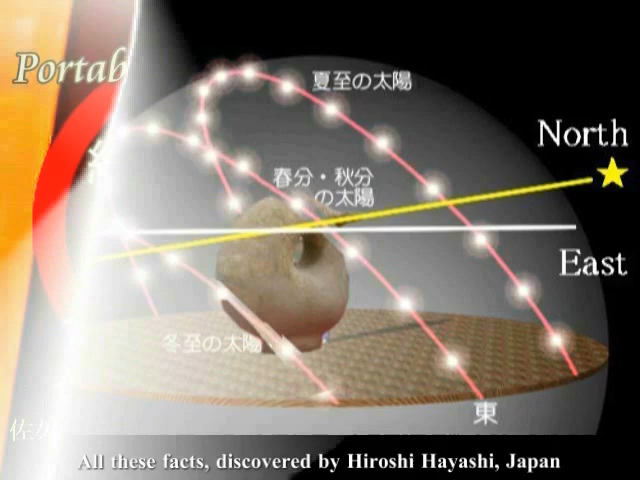 Portab
夏至の太陽
North
春分・秋分
の太陽
East
冬至の太陽
東
All these facts, discovered by Hiroshi Hayashi, Japan